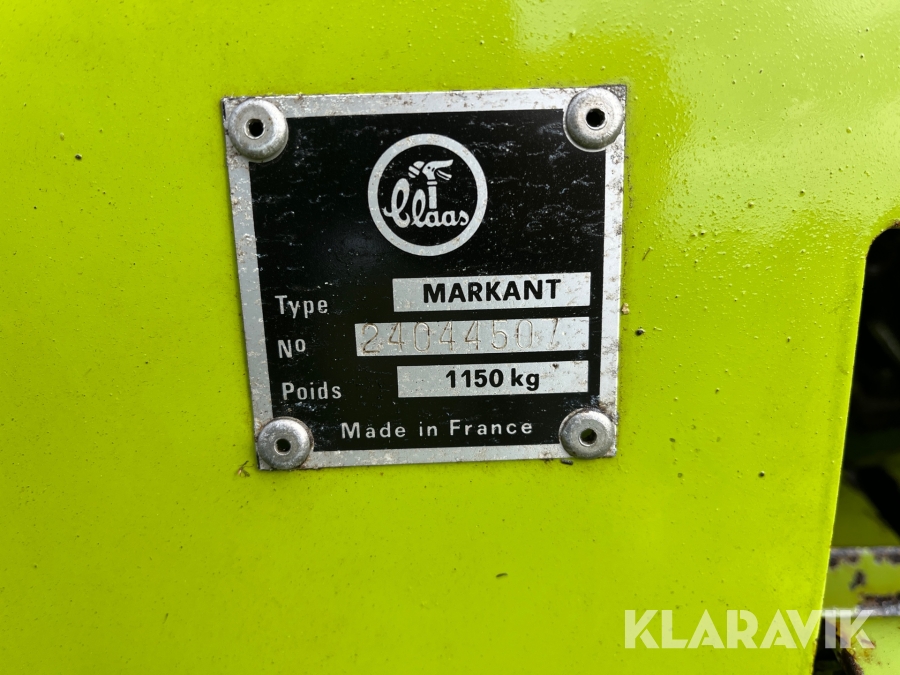 Claas
Type MARKANT
No 24044507
Poids 1150 kg
Made in France
KLARAVIK